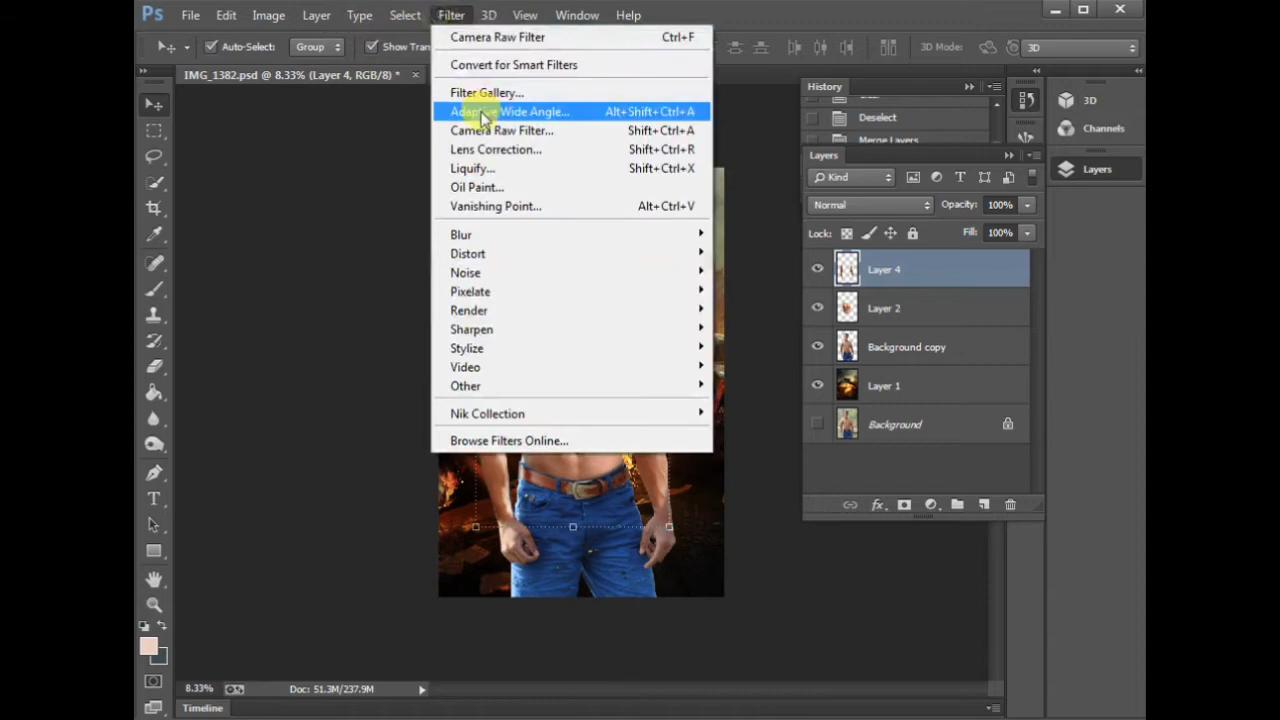 Ps File Edit Image Layer Type Select Filter 3D View Window Help
Auto-Select: Group Show Tran 3D Mode: 3D
IMG_1382.psd @ 8.33% (Layer 4, RGB/8) *
Camera Raw Filter Ctrl+F
Convert for Smart Filters
Filter Gallery...
Adaptive Wide Angle... Alt+Shift+Ctrl+A
Camera Raw Filter... Shift+Ctrl+A
Lens Correction... Shift+Ctrl+R
Liquify... Shift+Ctrl+X
Oil Paint...
Vanishing Point... Alt+Ctrl+V
Blur
Distort
Noise
Pixelate
Render
Sharpen
Stylize
Video
Other
Nik Collection
Browse Filters Online...
History
Deselect
Merge Layers
Layers
Kind
Normal Opacity: 100%
Lock: Fill: 100%
Layer 4
Layer 2
Background copy
Layer 1
Background
fx
3D
Channels
Layers
8.33% Doc: 51.3M/237.9M
Timeline